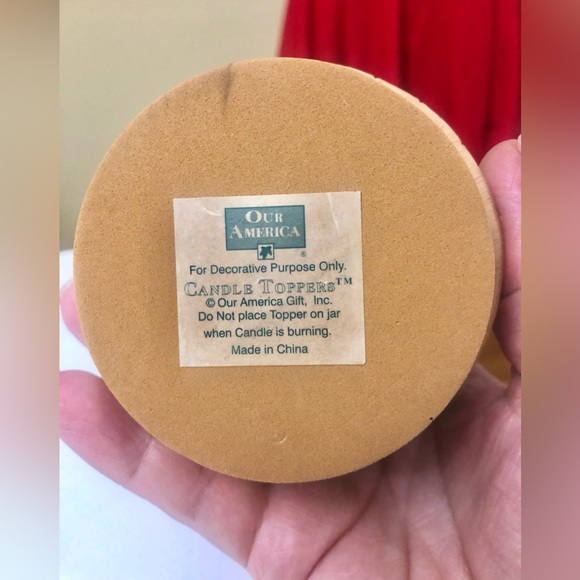 OUR
AMERICA
®
For Decorative Purpose Only.
CANDLE TOPPERS™
© Our America Gift, Inc.
Do Not place Topper on jar
when Candle is burning.
Made in China